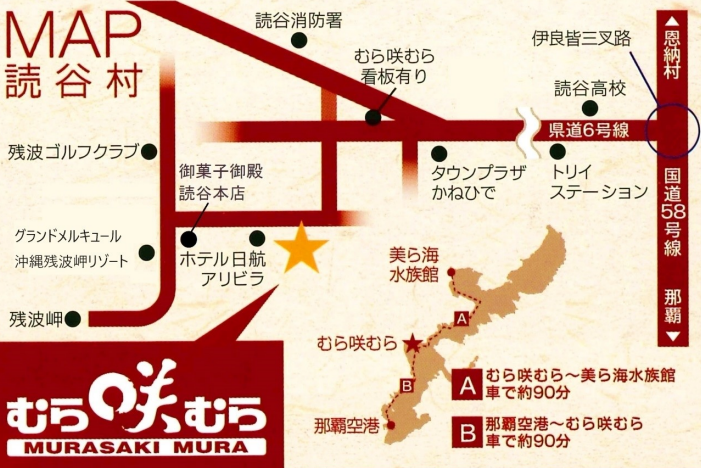 MAP
読谷村
読谷消防署
むら咲むら
看板有り
伊良皆三叉路
▲恩納村
読谷高校
県道6号線
残波ゴルフクラブ
御菓子御殿
読谷本店
タウンプラザ
かねひで
トリイ
ステーション
国道58号線
那覇▼
グランドメルキュール
沖縄残波岬リゾート
ホテル日航
アリビラ
残波岬
美ら海
水族館
A
むら咲むら
B
那覇空港
A むら咲むら～美ら海水族館
車で約90分
B 那覇空港～むら咲むら
車で約90分
むら咲むら
MURASAKI MURA